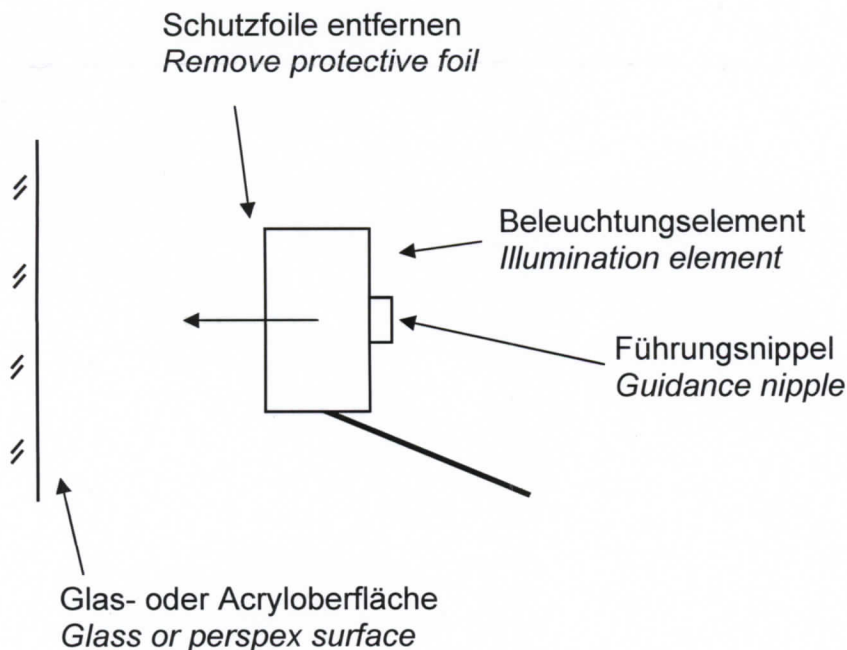 Schutzfoile entfernen
Remove protective foil
Beleuchtungselement
Illumination element
Führungsnippel
Guidance nipple
Glas- oder Acryloberfläche
Glass or perspex surface